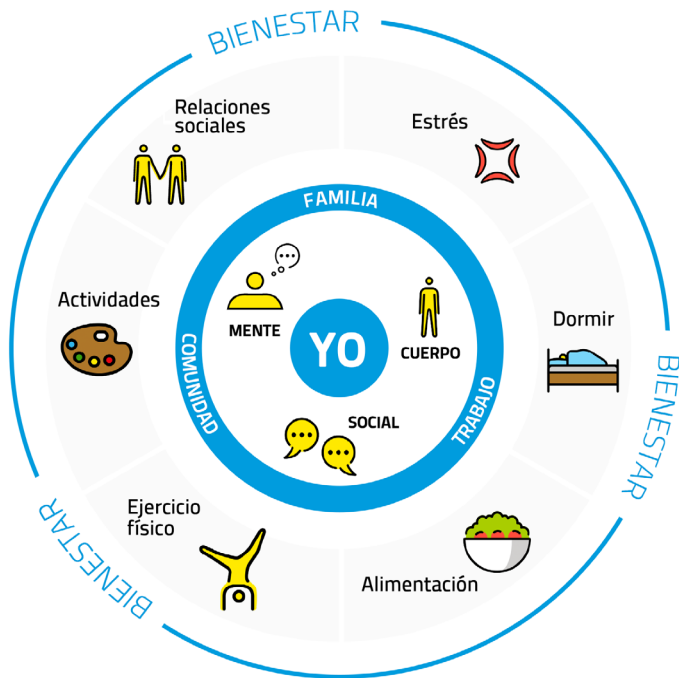 BIENESTAR
Relaciones
sociales
Estrés
FAMILIA
Actividades
MENTE
YO
CUERPO
Dormir
COMUNIDAD
SOCIAL
TRABAJO
BIENESTAR
Ejercicio
físico
Alimentación
BIENESTAR